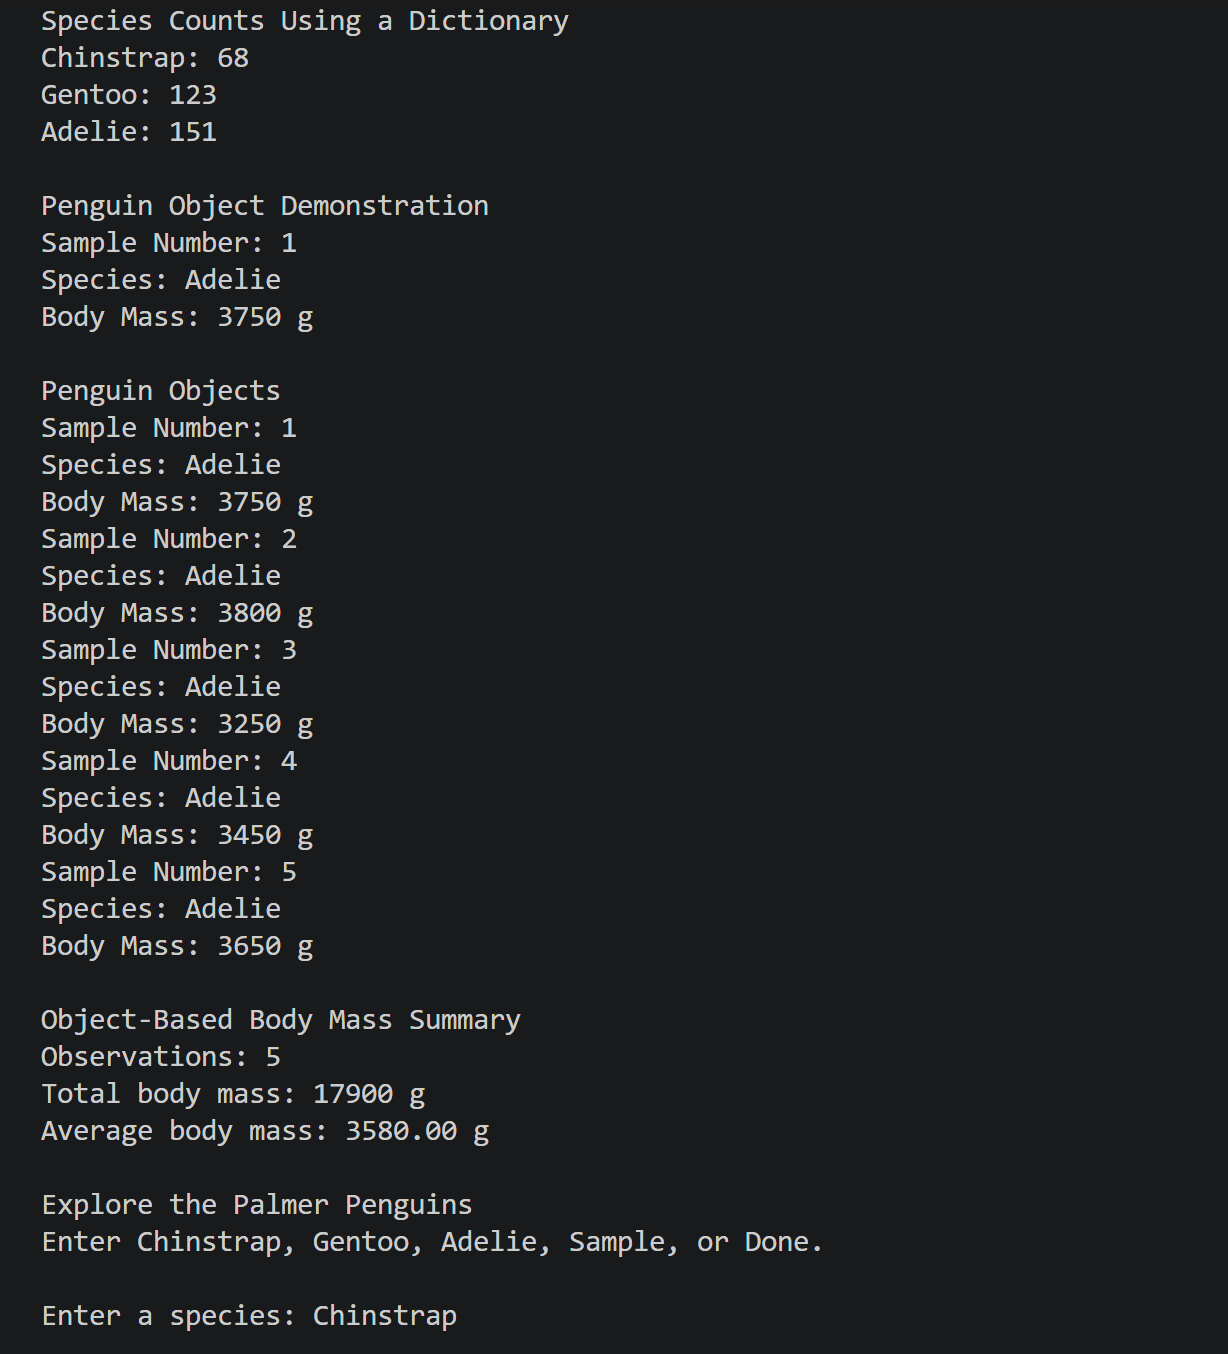 Species Counts Using a Dictionary
Chinstrap: 68
Gentoo: 123
Adelie: 151
Penguin Object Demonstration
Sample Number: 1
Species: Adelie
Body Mass: 3750 g
Penguin Objects
Sample Number: 1
Species: Adelie
Body Mass: 3750 g
Sample Number: 2
Species: Adelie
Body Mass: 3800 g
Sample Number: 3
Species: Adelie
Body Mass: 3250 g
Sample Number: 4
Species: Adelie
Body Mass: 3450 g
Sample Number: 5
Species: Adelie
Body Mass: 3650 g
Object-Based Body Mass Summary
Observations: 5
Total body mass: 17900 g
Average body mass: 3580.00 g
Explore the Palmer Penguins
Enter Chinstrap, Gentoo, Adelie, Sample, or Done.
Enter a species: Chinstrap